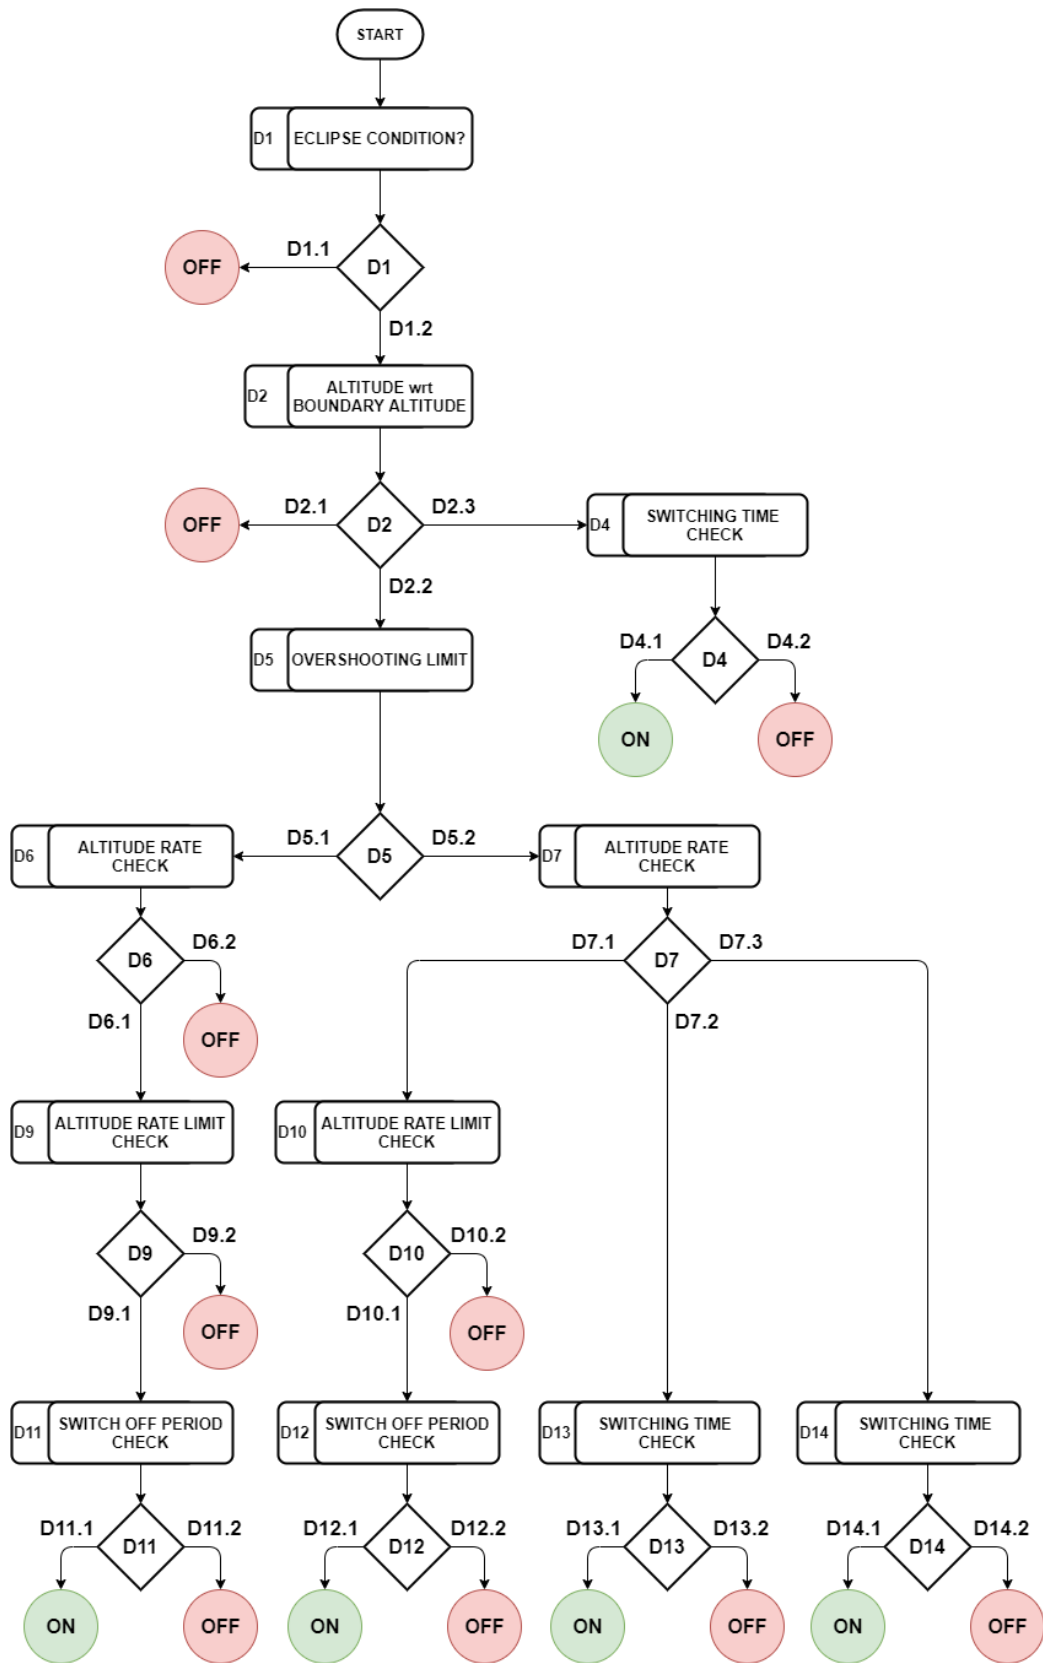 START
D1
ECLIPSE CONDITION?
D1.1
OFF
D1
D1.2
D2
ALTITUDE wrt
BOUNDARY ALTITUDE
D2.1
D2.3
OFF
D2
D2.2
D4
SWITCHING TIME
CHECK
D4.1
D4.2
D4
ON
OFF
D5
OVERSHOOTING LIMIT
D5.1
D5.2
D5
D6
ALTITUDE RATE
CHECK
D7
ALTITUDE RATE
CHECK
D6
D6.2
D6.1
OFF
D7.1
D7.3
D7
D7.2
D9
ALTITUDE RATE LIMIT
CHECK
D10
ALTITUDE RATE LIMIT
CHECK
D9
D9.2
D9.1
OFF
D10
D10.2
D10.1
OFF
D11
SWITCH OFF PERIOD
CHECK
D12
SWITCH OFF PERIOD
CHECK
D13
SWITCHING TIME
CHECK
D14
SWITCHING TIME
CHECK
D11.1
D11.2
D11
ON
OFF
D12.1
D12.2
D12
ON
OFF
D13.1
D13.2
D13
ON
OFF
D14.1
D14.2
D14
ON
OFF